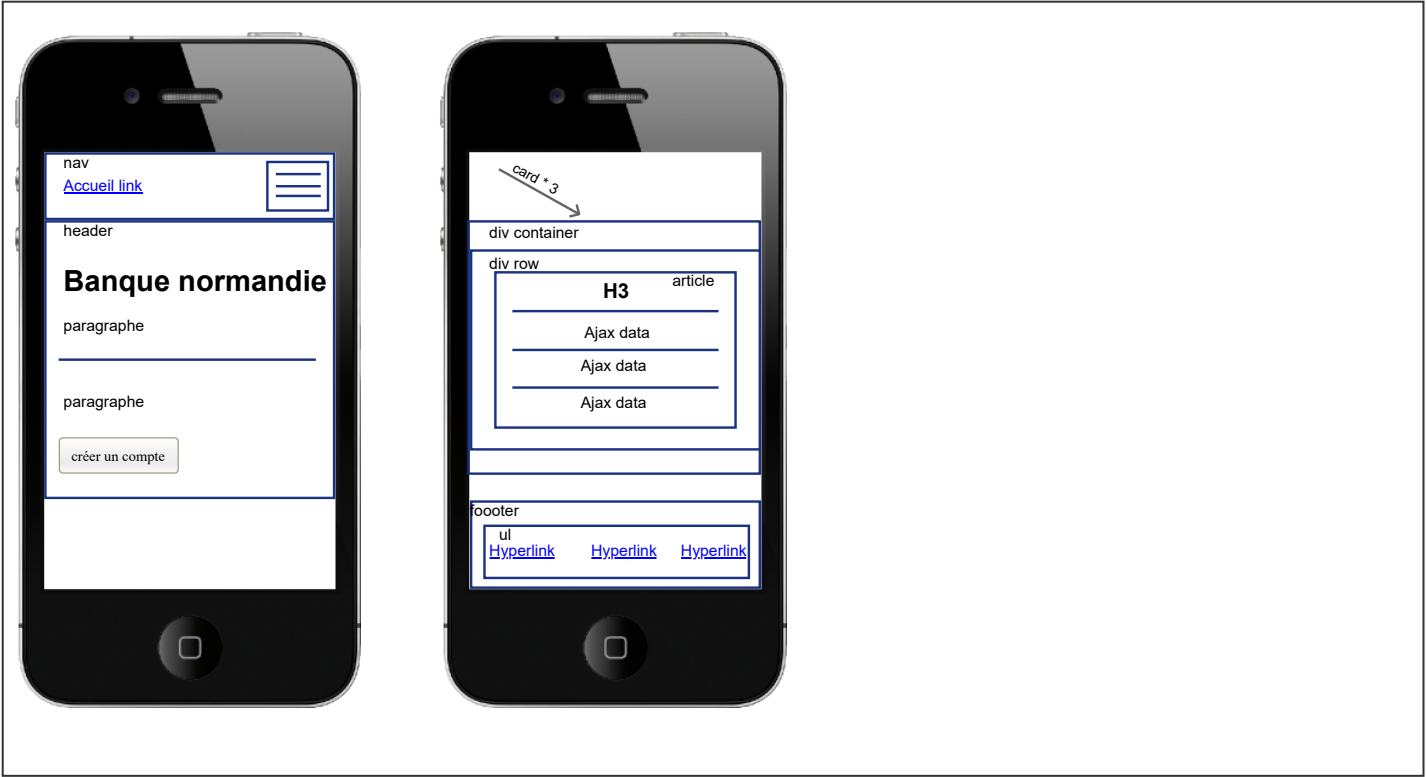 nav
Accueil link
header
Banque normandie
paragraphe
paragraphe
créer un compte
card * 3
div container
div row
article
H3
Ajax data
Ajax data
Ajax data
foooter
ul
Hyperlink Hyperlink Hyperlink